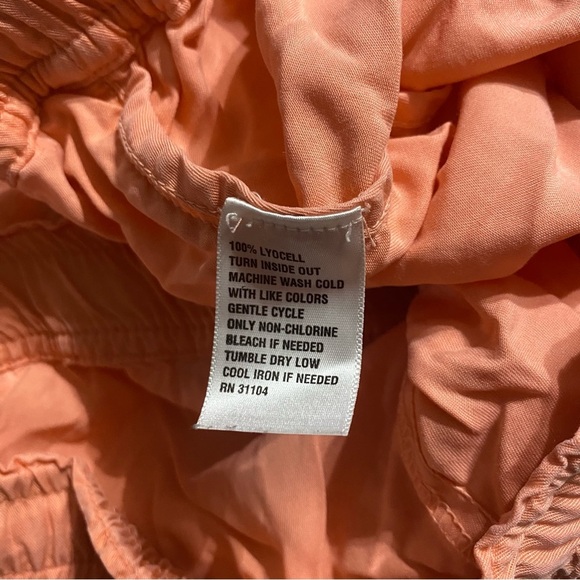 100% LYOCELL
TURN INSIDE OUT
MACHINE WASH COLD
WITH LIKE COLORS
GENTLE CYCLE
ONLY NON-CHLORINE
BLEACH IF NEEDED
TUMBLE DRY LOW
COOL IRON IF NEEDED
RN 31104